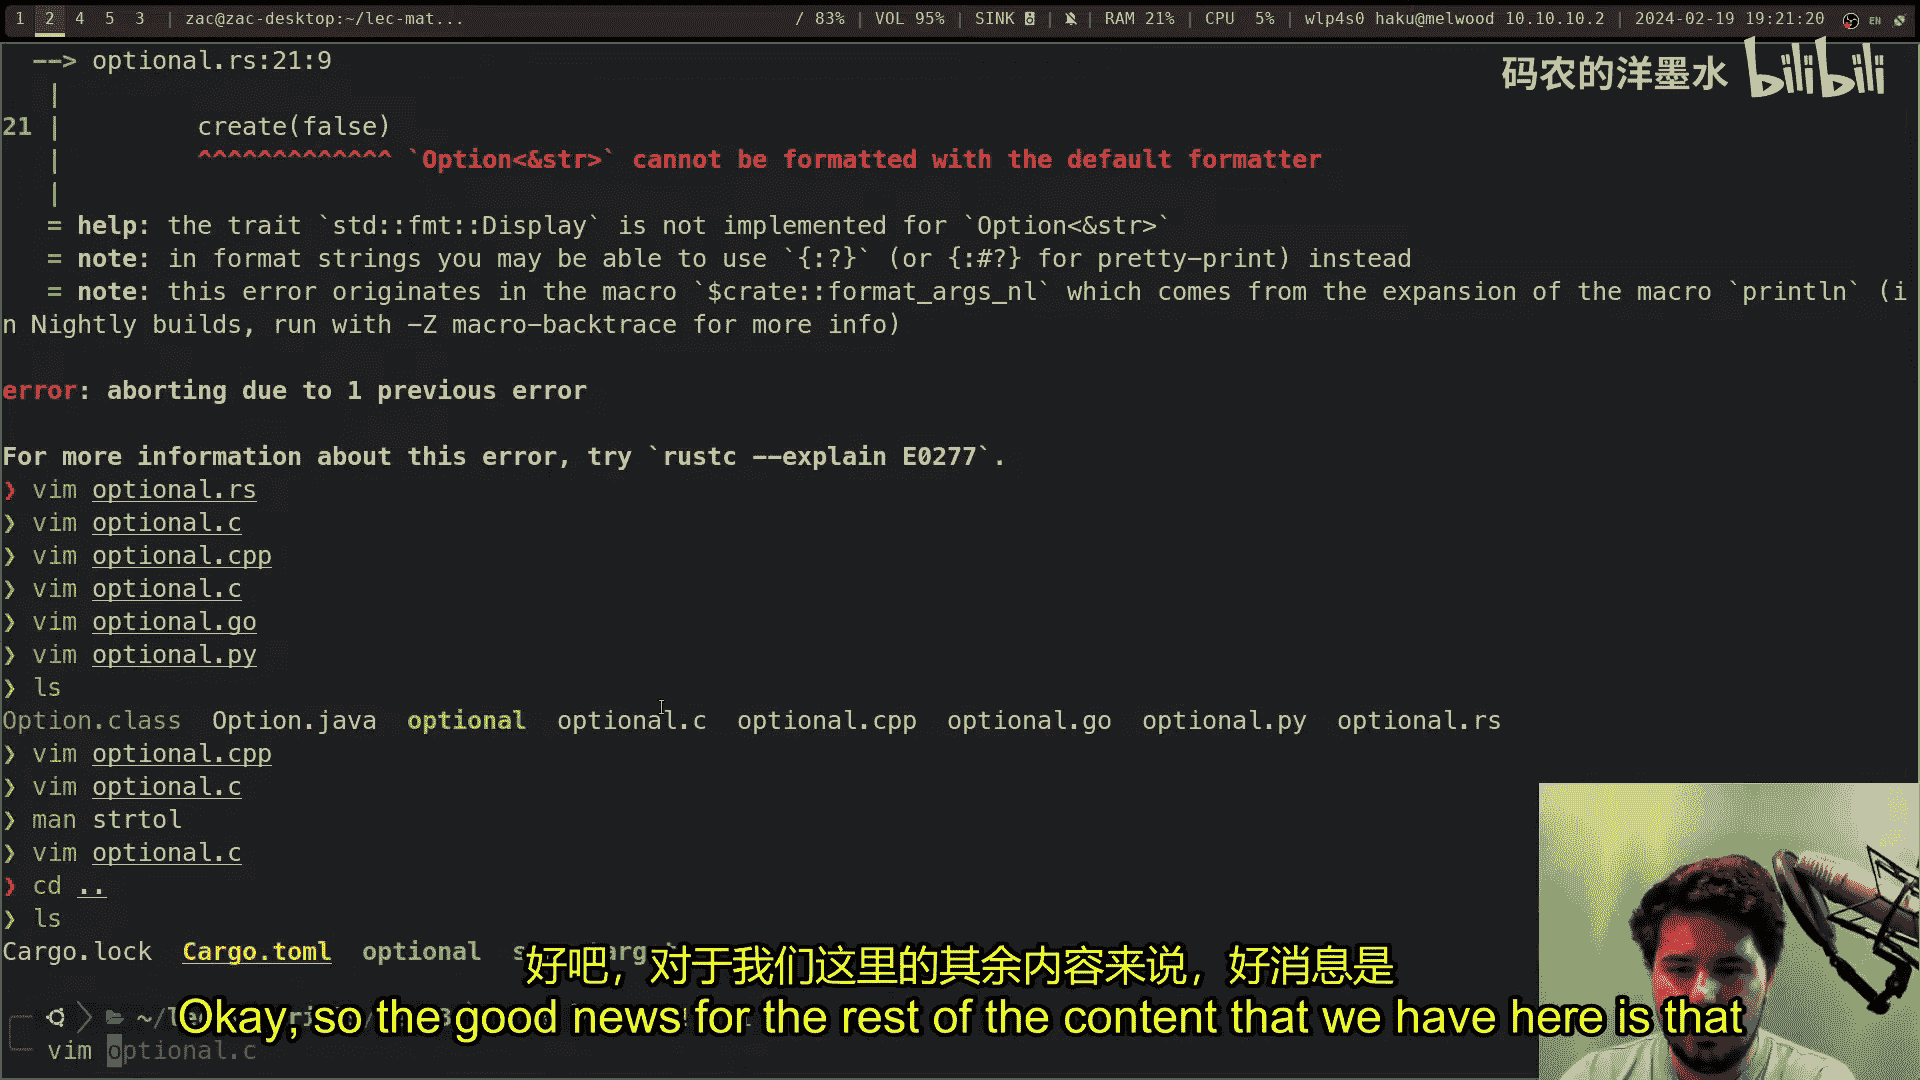 1 2 4 5 3 | zac@zac-desktop:~/lec-mat... / 83% | VOL 95% | SINK | RAM 21% | CPU 5% | wlp4s0 haku@melwood 10.10.10.2 | 2024-02-19 19:21:20 EN
码农的洋墨水 bilibili
--> optional.rs:21:9
|
21 | create(false)
| ^^^^^^^^^^^^^ `Option<&str>` cannot be formatted with the default formatter
|
= help: the trait `std::fmt::Display` is not implemented for `Option<&str>`
= note: in format strings you may be able to use `{:?}` (or {:#?} for pretty-print) instead
= note: this error originates in the macro `$crate::format_args_nl` which comes from the expansion of the macro `println` (i
n Nightly builds, run with -Z macro-backtrace for more info)
error: aborting due to 1 previous error
For more information about this error, try `rustc --explain E0277`.
❯ vim optional.rs
❯ vim optional.c
❯ vim optional.cpp
❯ vim optional.c
❯ vim optional.go
❯ vim optional.py
❯ ls
Option.class Option.java optional optional.c optional.cpp optional.go optional.py optional.rs
❯ vim optional.cpp
❯ vim optional.c
❯ man strtol
❯ vim optional.c
❯ cd ..
❯ ls
Cargo.lock Cargo.toml optional
好吧，对于我们这里的其余内容来说，好消息是
Okay, so the good news for the rest of the content that we have here is that
vim optional.c